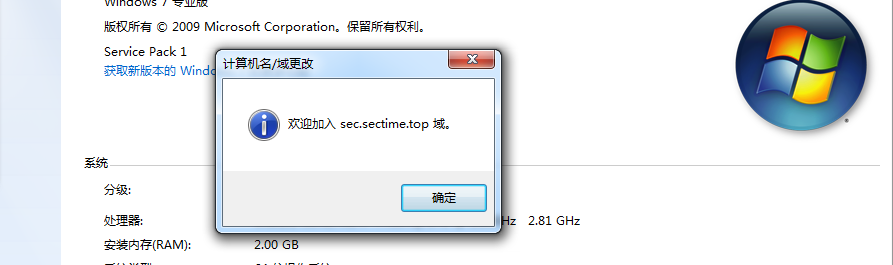 Windows 7 专业版
版权所有 © 2009 Microsoft Corporation。保留所有权利。
Service Pack 1
获取新版本的 Windo
计算机名/域更改
欢迎加入 sec.sectime.top 域。
确定
系统
分级:
处理器:
Hz 2.81 GHz
安装内存(RAM): 2.00 GB